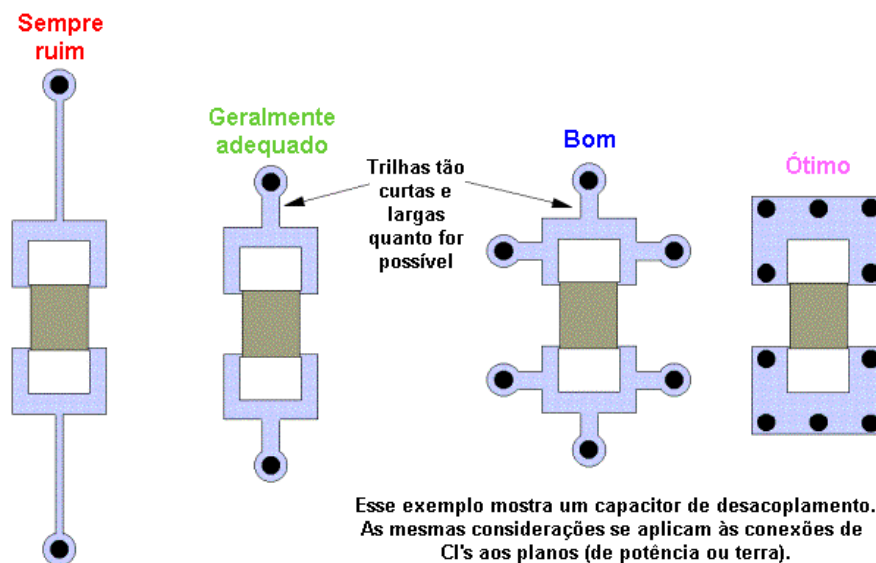 Sempre
ruim
Geralmente
adequado
Trilhas tão
curtas e
largas
quanto for
possível
Bom
Ótimo
Esse exemplo mostra um capacitor de desacoplamento.
As mesmas considerações se aplicam às conexões de
CI's aos planos (de potência ou terra).